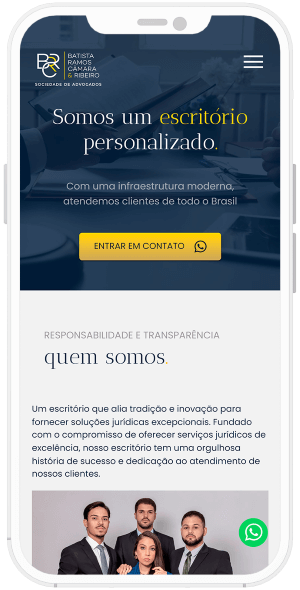 BRC
BATISTA
RAMOS
CÂMARA
& RIBEIRO
SOCIEDADE DE ADVOGADOS
Somos um escritório
personalizado.
Com uma infraestrutura moderna,
atendemos clientes de todo o Brasil
ENTRAR EM CONTATO
RESPONSABILIDADE E TRANSPARÊNCIA
quem somos.
Um escritório que alia tradição e inovação para
fornecer soluções jurídicas excepcionais. Fundado
com o compromisso de oferecer serviços jurídicos de
excelência, nosso escritório tem uma orgulhosa
história de sucesso e dedicação ao atendimento de
nossos clientes.